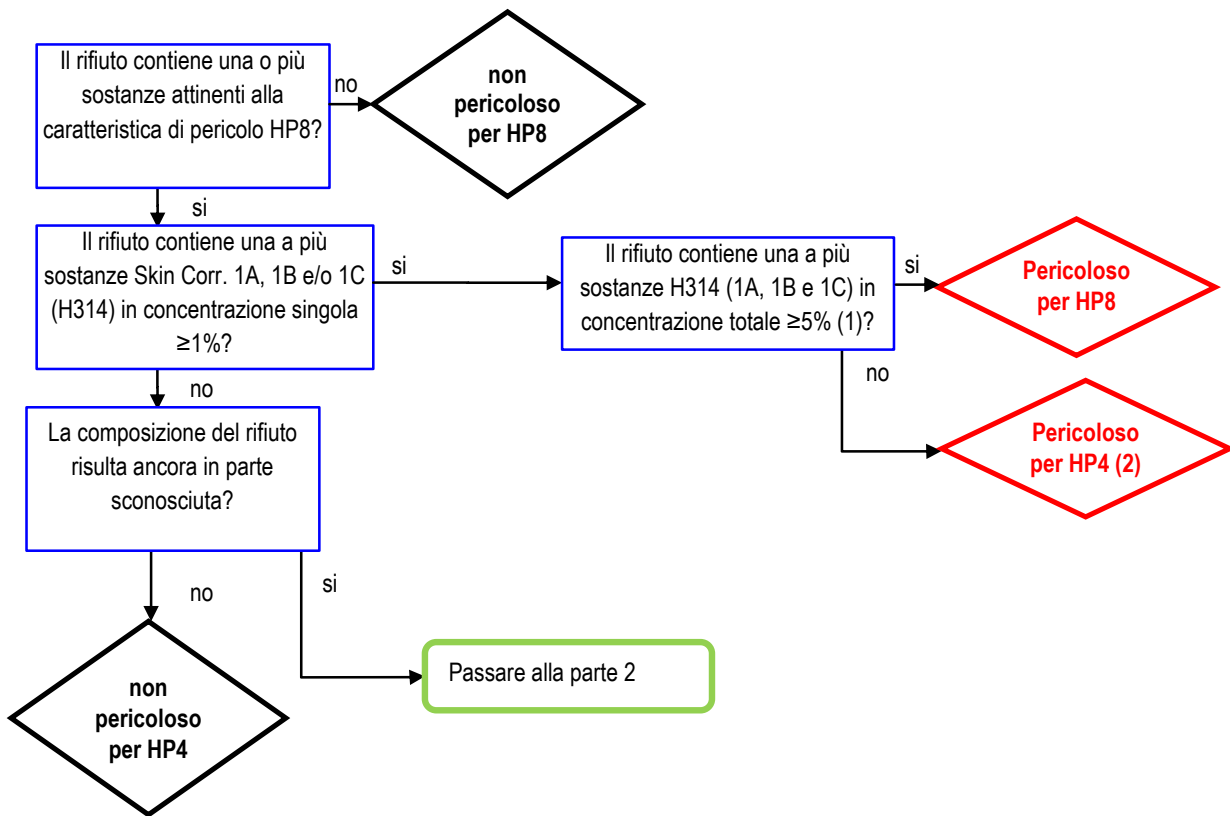 Il rifiuto contiene una o più
sostanze attinenti alla
caratteristica di pericolo HP8?
no
non
pericoloso
per HP8
si
Il rifiuto contiene una a più
sostanze Skin Corr. 1A, 1B e/o 1C
(H314) in concentrazione singola
≥1%?
si
Il rifiuto contiene una a più
sostanze H314 (1A, 1B e 1C) in
concentrazione totale ≥5% (1)?
si
Pericoloso
per HP8
no
Pericoloso
per HP4 (2)
no
La composizione del rifiuto
risulta ancora in parte
sconosciuta?
no
si
non
pericoloso
per HP4
Passare alla parte 2